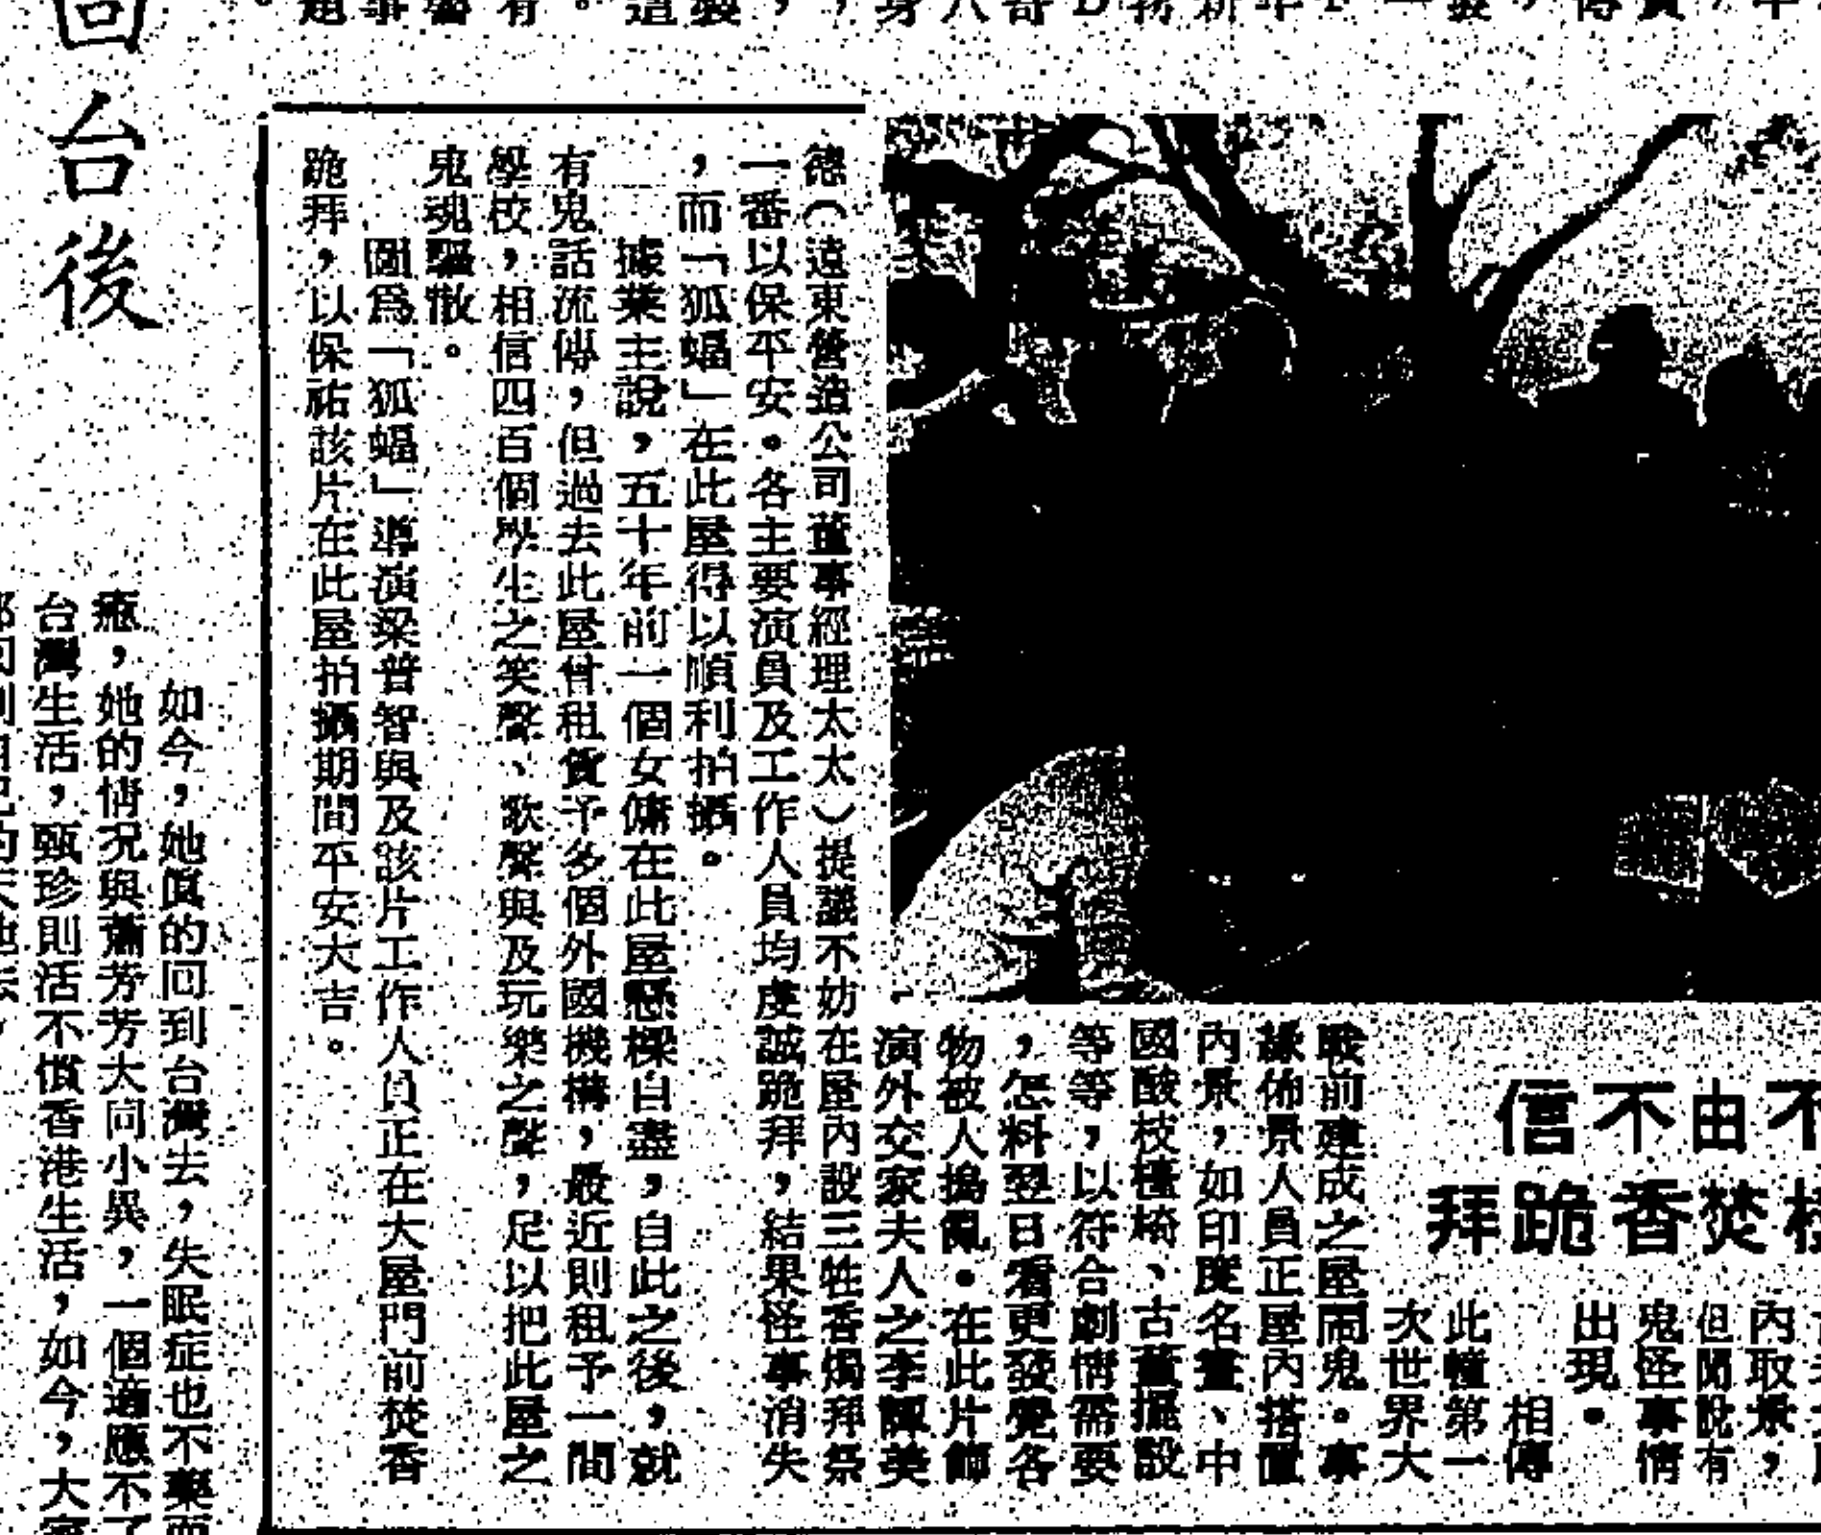 不由不信
焚香跪拜
內取景，
但聞說有
鬼怪事情
出現。
相傳
此幢第一
次世界大
戰前建成之屋鬧鬼。事
緣佈景人員正屋內搭置
內景，如印度名畫、中
國酸枝檯椅、古董擺設
等等，以符合劇情需要
，怎料翌日看更發覺各
物被人搗亂。在此片飾
演外交家夫人之李譚美
德（遠東營造公司董事經理太太）提議不妨在屋內設三牲香燭拜祭
一番以保平安。各主要演員及工作人員均虔誠跪拜，結果怪事消失
，而「狐蝠」在此屋得以順利拍攝。
據業主說，五十年前一個女傭在此屋懸樑自盡，自此之後，就
有鬼話流傳，但過去此屋曾租賃予多個外國機構，最近則租予一間
學校，相信四百個學生之笑聲、歌聲與及玩樂之聲，足以把此屋之
鬼魂驅散。
圖為「狐蝠」導演梁普智與及該片工作人員正在大屋門前焚香
跪拜，以保祐該片在此屋拍攝期間平安大吉。
台後
如今，她真的回到台灣去，失眠症也不藥而
癒，她的情況與蕭芳芳大同小異，一個適應不了
台灣生活，甄珍則活不慣香港生活，如今，大家